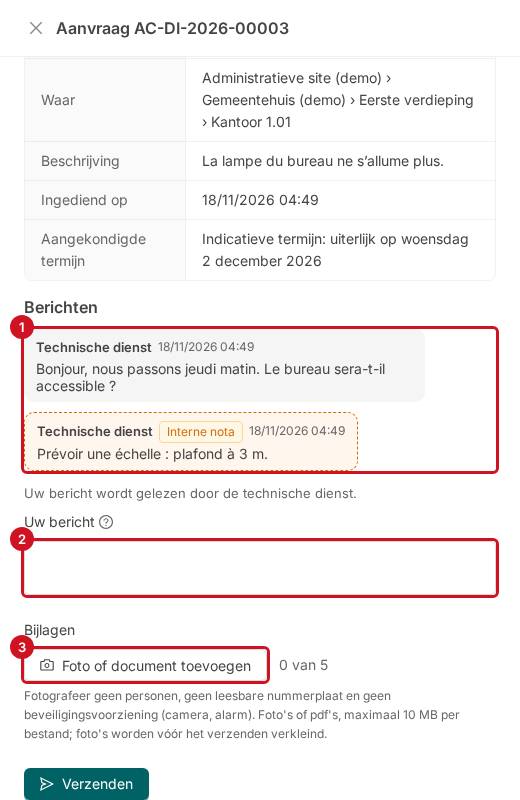 Aanvraag AC-DI-2026-00003
Waar
Administratieve site (demo) ›
Gemeentehuis (demo) › Eerste verdieping
› Kantoor 1.01
Beschrijving
La lampe du bureau ne s’allume plus.
Ingediend op
18/11/2026 04:49
Aangekondigde
termijn
Indicatieve termijn: uiterlijk op woensdag
2 december 2026
Berichten
1
Technische dienst 18/11/2026 04:49
Bonjour, nous passons jeudi matin. Le bureau sera-t-il
accessible ?
Technische dienst Interne nota 18/11/2026 04:49
Prévoir une échelle : plafond à 3 m.
Uw bericht wordt gelezen door de technische dienst.
Uw bericht ?
2
Bijlagen
3
Foto of document toevoegen 0 van 5
Fotografeer geen personen, geen leesbare nummerplaat en geen
beveiligingsvoorziening (camera, alarm). Foto's of pdf's, maximaal 10 MB per
bestand; foto's worden vóór het verzenden verkleind.
Verzenden